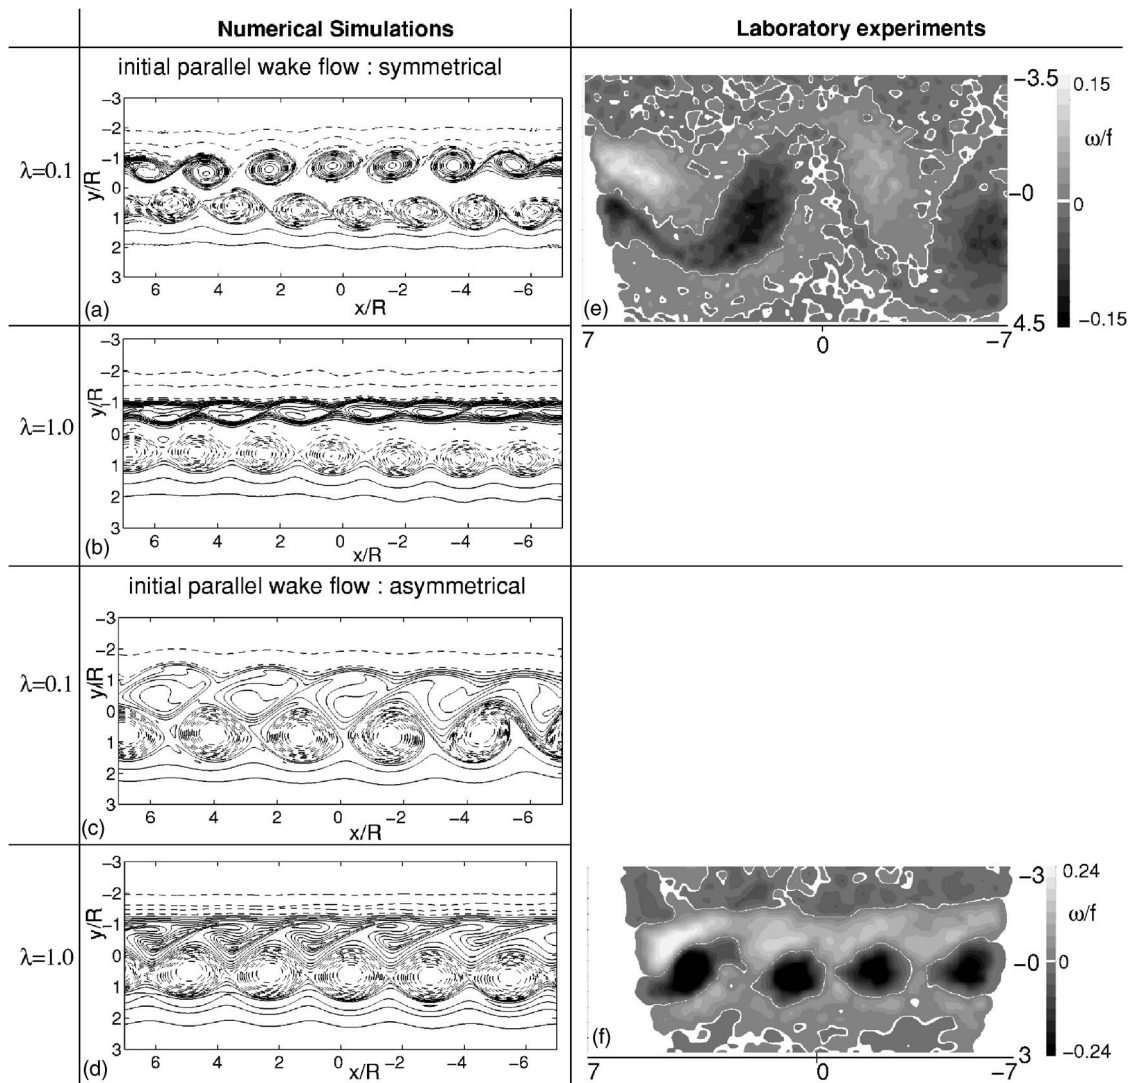 Numerical Simulations
Laboratory experiments
initial parallel wake flow : symmetrical
λ=0.1
−3
−2
−1
0
1
2
3
y/R
6 4 2 0 −2 −4 −6
x/R
(a)
−3.5
−0
4.5
7 0 −7
(e)
0.15
ω/f
0
−0.15
λ=1.0
−3
−2
−1
0
1
2
3
y/R
6 4 2 0 −2 −4 −6
x/R
(b)
initial parallel wake flow : asymmetrical
λ=0.1
−3
−2
−1
0
1
2
3
y/R
6 4 2 0 −2 −4 −6
x/R
(c)
λ=1.0
−3
−2
−1
0
1
2
3
y/R
6 4 2 0 −2 −4 −6
x/R
(d)
−3
−0
3
7 0 −7
(f)
0.24
ω/f
0
−0.24